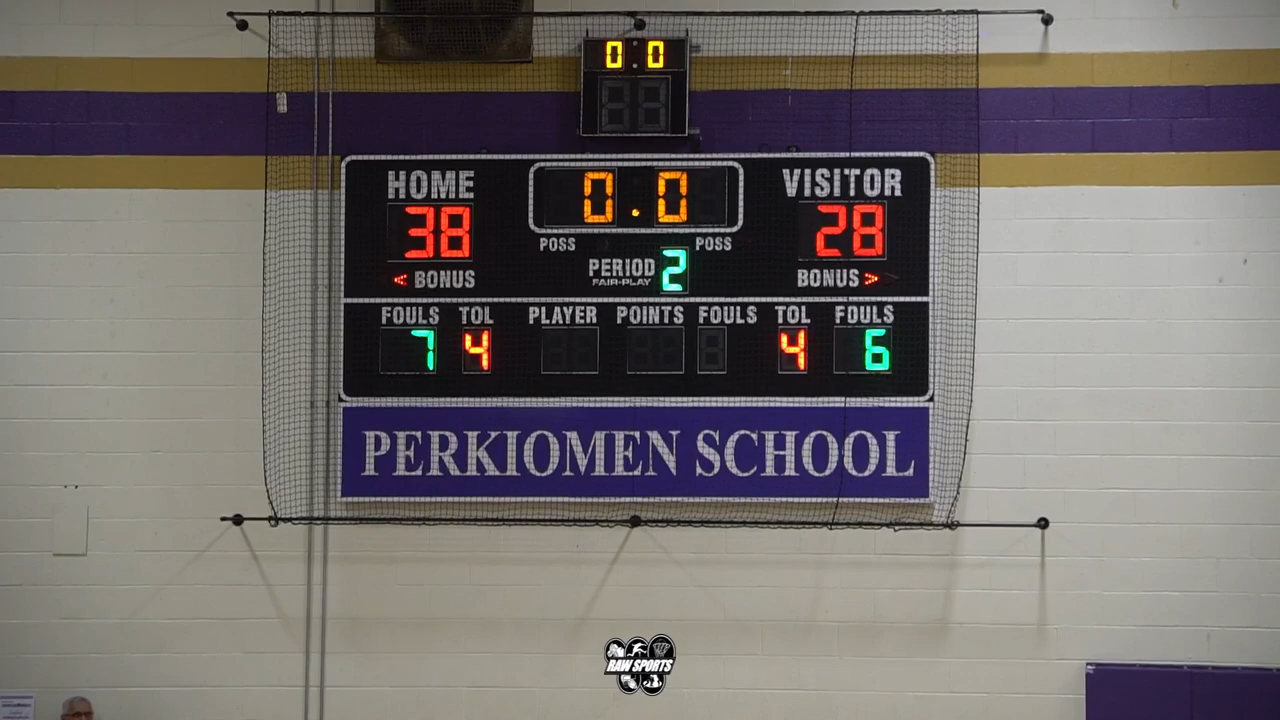 0:0
HOME
0.0
VISITOR
38
28
POSS
POSS
BONUS
PERIOD 2
FAIR-PLAY
BONUS
FOULS TOL PLAYER POINTS FOULS TOL FOULS
7 4 4 6
PERKIOMEN SCHOOL
RAW SPORTS